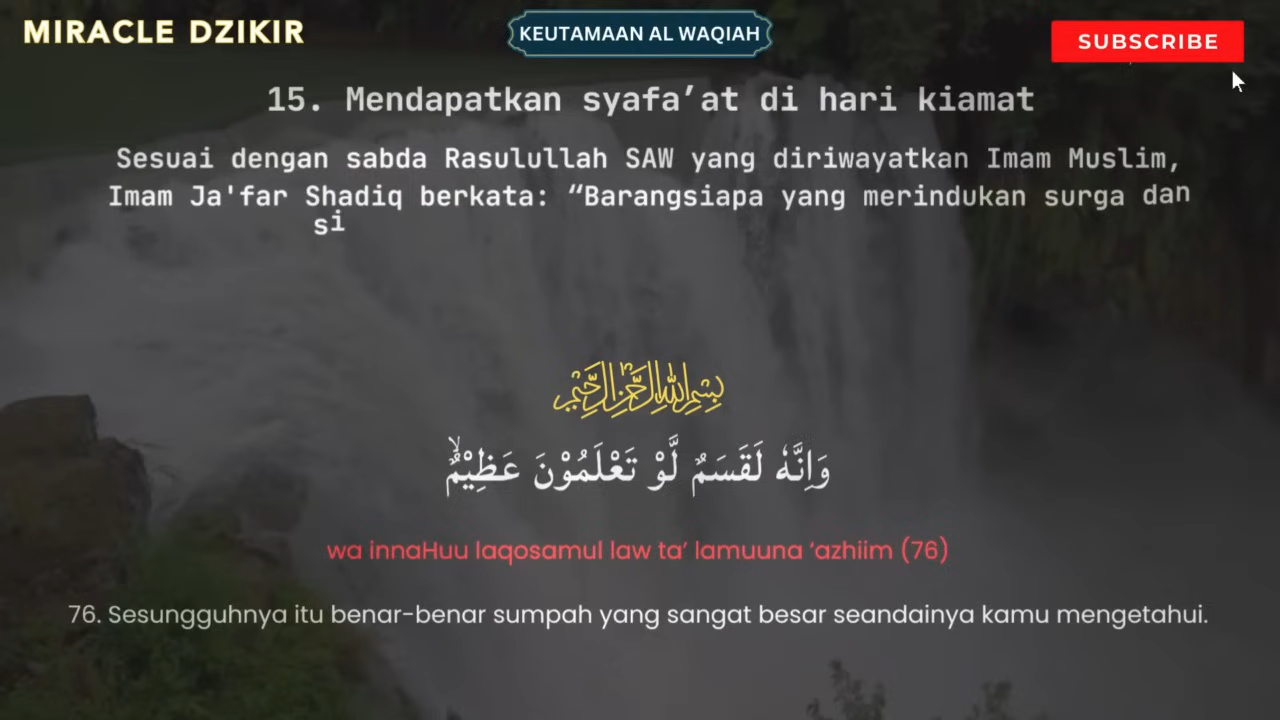 MIRACLE DZIKIR
KEUTAMAAN AL WAQIAH
SUBSCRIBE
15. Mendapatkan syafa’at di hari kiamat
Sesuai dengan sabda Rasulullah SAW yang diriwayatkan Imam Muslim,
Imam Ja'far Shadiq berkata: “Barangsiapa yang merindukan surga dan
si
بِسْمِ اللهِ الرَّحْمٰنِ الرَّحِيْمِ
وَاِنَّهٗ لَقَسَمٌ لَّوْ تَعْلَمُوْنَ عَظِيْمٌۙ
wa innaHuu laqosamul law ta’ lamuuna ‘azhiim (76)
76. Sesungguhnya itu benar-benar sumpah yang sangat besar seandainya kamu mengetahui.